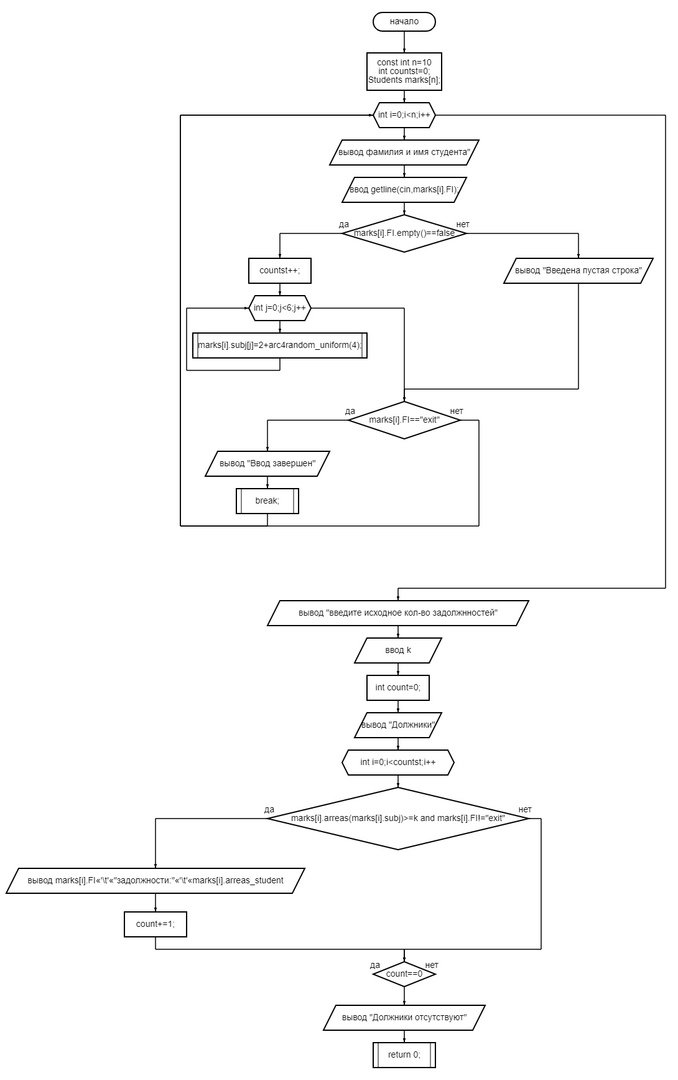 начало
const int n=10
int countst=0;
Students marks[n];
int i=0;i<n;i++
вывод фамилия и имя студента"
ввод getline(cin,marks[i].FI);
да
нет
marks[i].FI.empty()==false
countst++;
вывод "Введена пустая строка"
int j=0;j<6;j++
marks[i].subj[j]=2+arc4random_uniform(4);
да
нет
marks[i].FI=="exit"
вывод "Ввод завершен"
break;
вывод "введите исходное кол-во задолжнностей"
ввод k
int count=0;
вывод "Должники"
int i=0;i<countst;i++
да
нет
marks[i].arreas(marks[i].subj)>=k and marks[i].FI!="exit"
вывод marks[i].FI«'\t'«"задолжности:"«'\t'«marks[i].arreas_student
count+=1;
да
нет
count==0
вывод "Должники отсутствуют"
return 0;